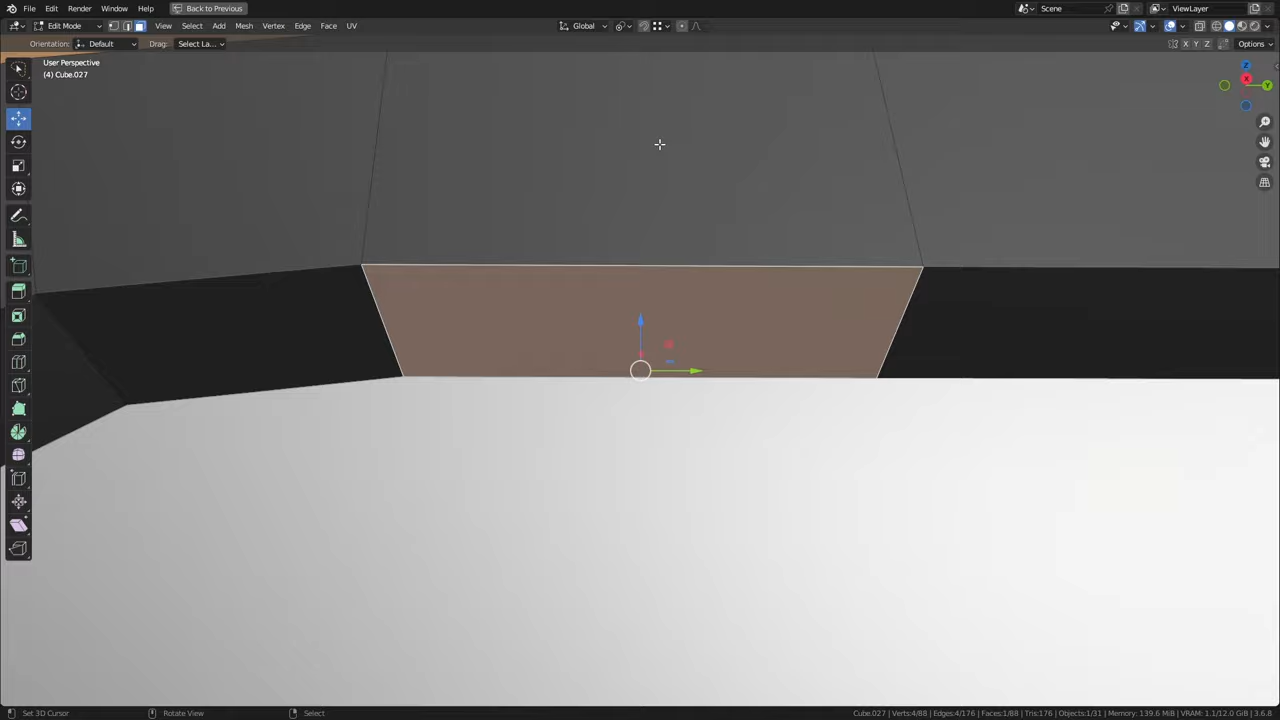 File Edit Render Window Help Back to Previous Scene ViewLayer
Edit Mode View Select Add Mesh Vertex Edge Face UV Global
Orientation: Default Drag: Select La... X Y Z Options
User Perspective
(4) Cube.027
Z
X
Y
Set 3D Cursor Rotate View Select Cube.027 | Verts:4/88 | Edges:4/176 | Faces:1/88 | Tris:176 | Objects:1/31 | Memory: 139.6 MiB | VRAM: 1.1/12.0 GiB | 3.6.8